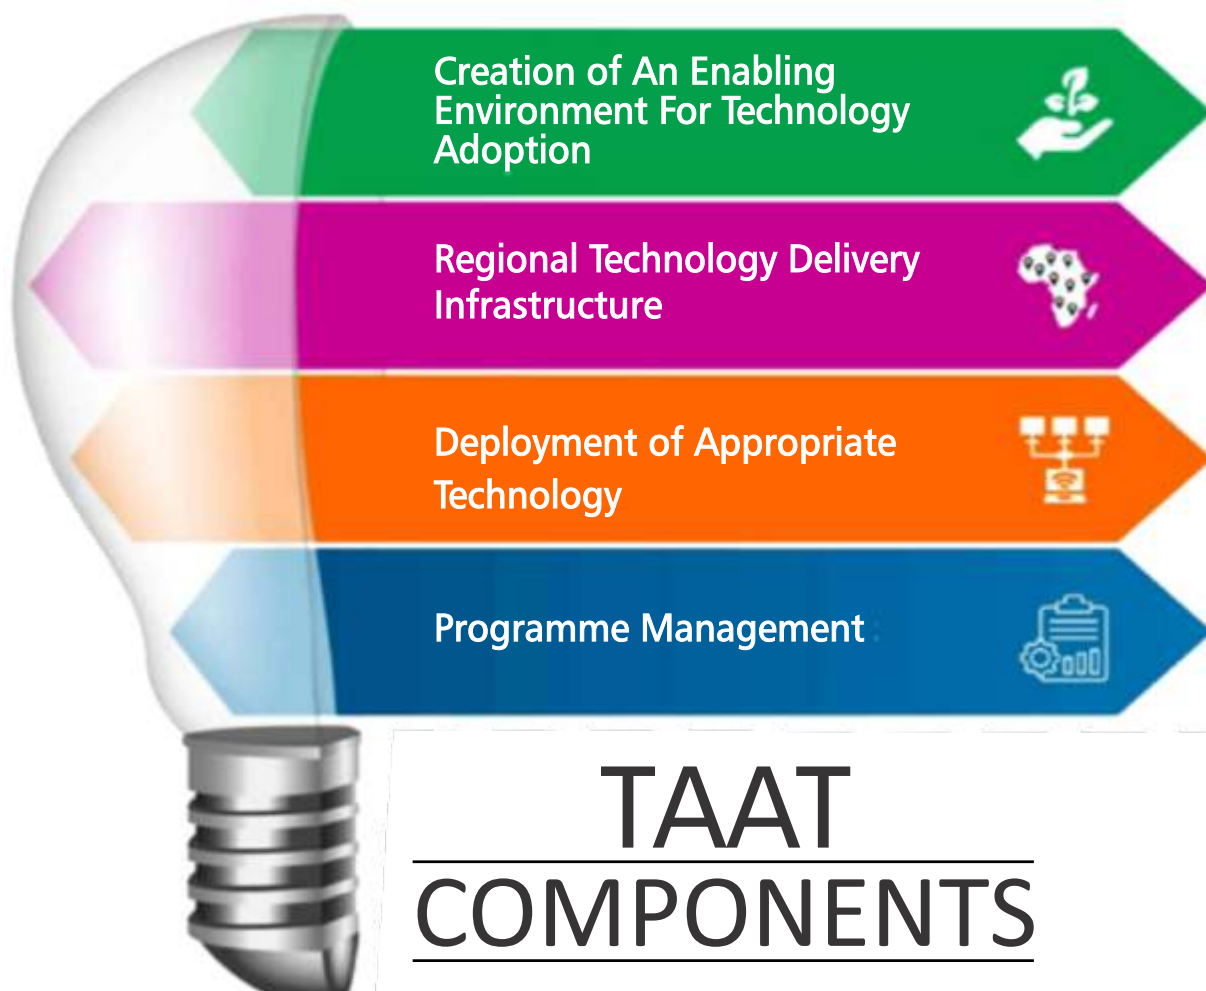 Creation of An Enabling
Environment For Technology
Adoption
Regional Technology Delivery
Infrastructure
Deployment of Appropriate
Technology
Programme Management
TAAT
COMPONENTS